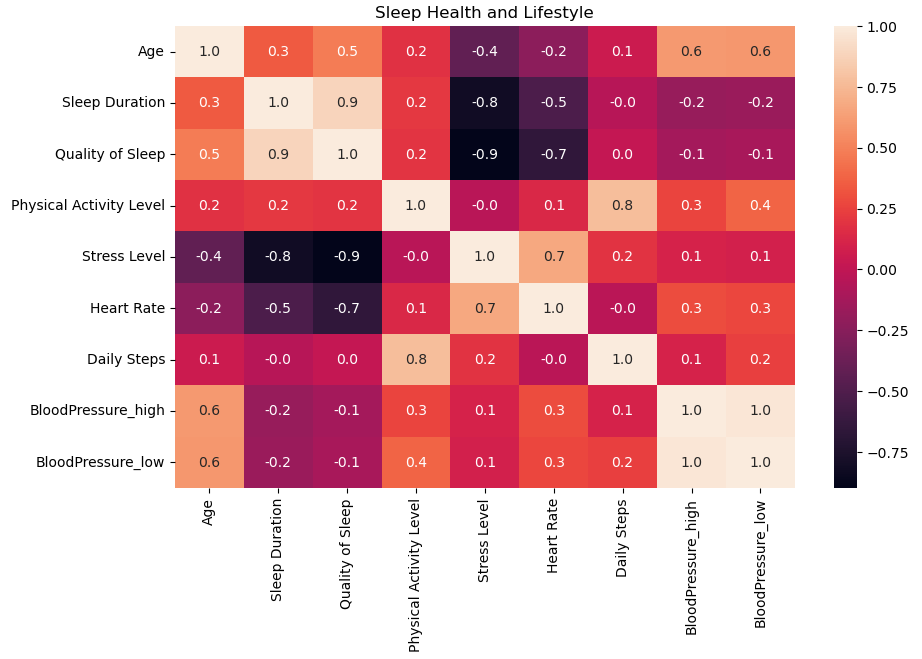 Sleep Health and Lifestyle
Age 1.0 0.3 0.5 0.2 -0.4 -0.2 0.1 0.6 0.6
Sleep Duration 0.3 1.0 0.9 0.2 -0.8 -0.5 -0.0 -0.2 -0.2
Quality of Sleep 0.5 0.9 1.0 0.2 -0.9 -0.7 0.0 -0.1 -0.1
Physical Activity Level 0.2 0.2 0.2 1.0 -0.0 0.1 0.8 0.3 0.4
Stress Level -0.4 -0.8 -0.9 -0.0 1.0 0.7 0.2 0.1 0.1
Heart Rate -0.2 -0.5 -0.7 0.1 0.7 1.0 -0.0 0.3 0.3
Daily Steps 0.1 -0.0 0.0 0.8 0.2 -0.0 1.0 0.1 0.2
BloodPressure_high 0.6 -0.2 -0.1 0.3 0.1 0.3 0.1 1.0 1.0
BloodPressure_low 0.6 -0.2 -0.1 0.4 0.1 0.3 0.2 1.0 1.0
Age
Sleep Duration
Quality of Sleep
Physical Activity Level
Stress Level
Heart Rate
Daily Steps
BloodPressure_high
BloodPressure_low
1.00
0.75
0.50
0.25
0.00
−0.25
−0.50
−0.75